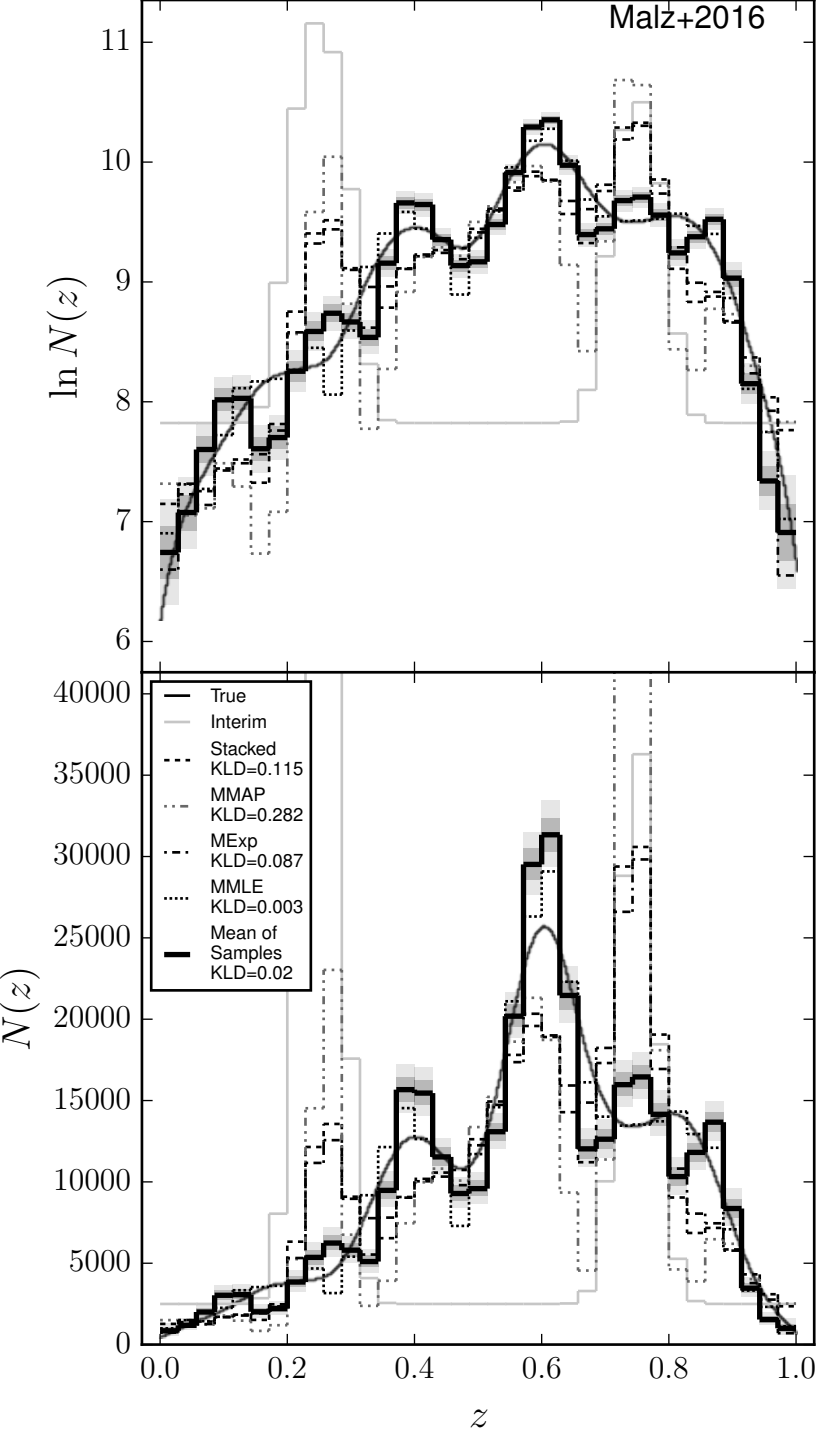 Malz+2016
11
10
9
8
7
6
ln N(z)
40000
35000
30000
25000
20000
15000
10000
5000
0
N(z)
True
Interim
Stacked
KLD=0.115
MMAP
KLD=0.282
MExp
KLD=0.087
MMLE
KLD=0.003
Mean of
Samples
KLD=0.02
0.0 0.2 0.4 0.6 0.8 1.0
z